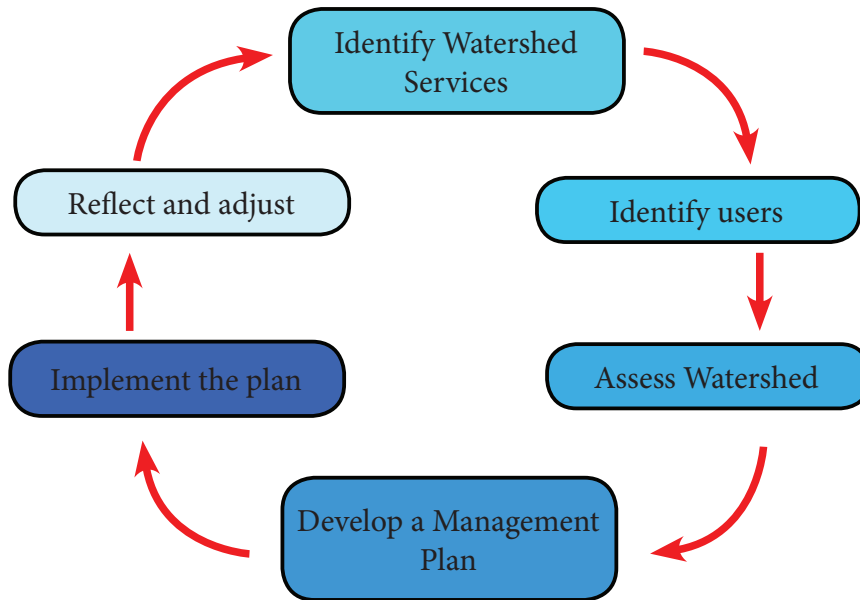 Identify Watershed
Services
Identify users
Assess Watershed
Develop a Management
Plan
Implement the plan
Reflect and adjust